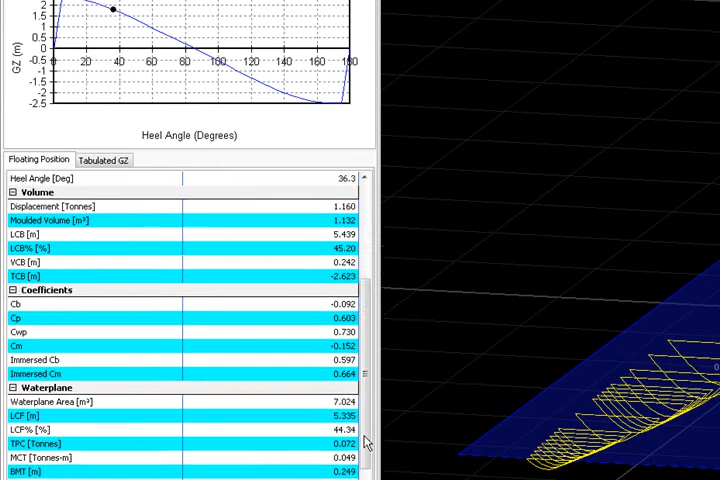 2
1.5
1
0.5
0
-0.5
-1
-1.5
-2
-2.5
GZ (m)
20 40 60 80 100 120 140 160 180
Heel Angle (Degrees)
Floating Position Tabulated GZ
Heel Angle [Deg] 36.3
Volume
Displacement [Tonnes] 1.160
Moulded Volume [m³] 1.132
LCB [m] 5.439
LCB% [%] 45.20
VCB [m] 0.242
TCB [m] -2.623
Coefficients
Cb -0.092
Cp 0.603
Cwp 0.730
Cm -0.152
Immersed Cb 0.597
Immersed Cm 0.664
Waterplane
Waterplane Area [m²] 7.024
LCF [m] 5.335
LCF% [%] 44.34
TPC [Tonnes] 0.072
MCT [Tonnes-m] 0.049
BMT [m] 0.249
0